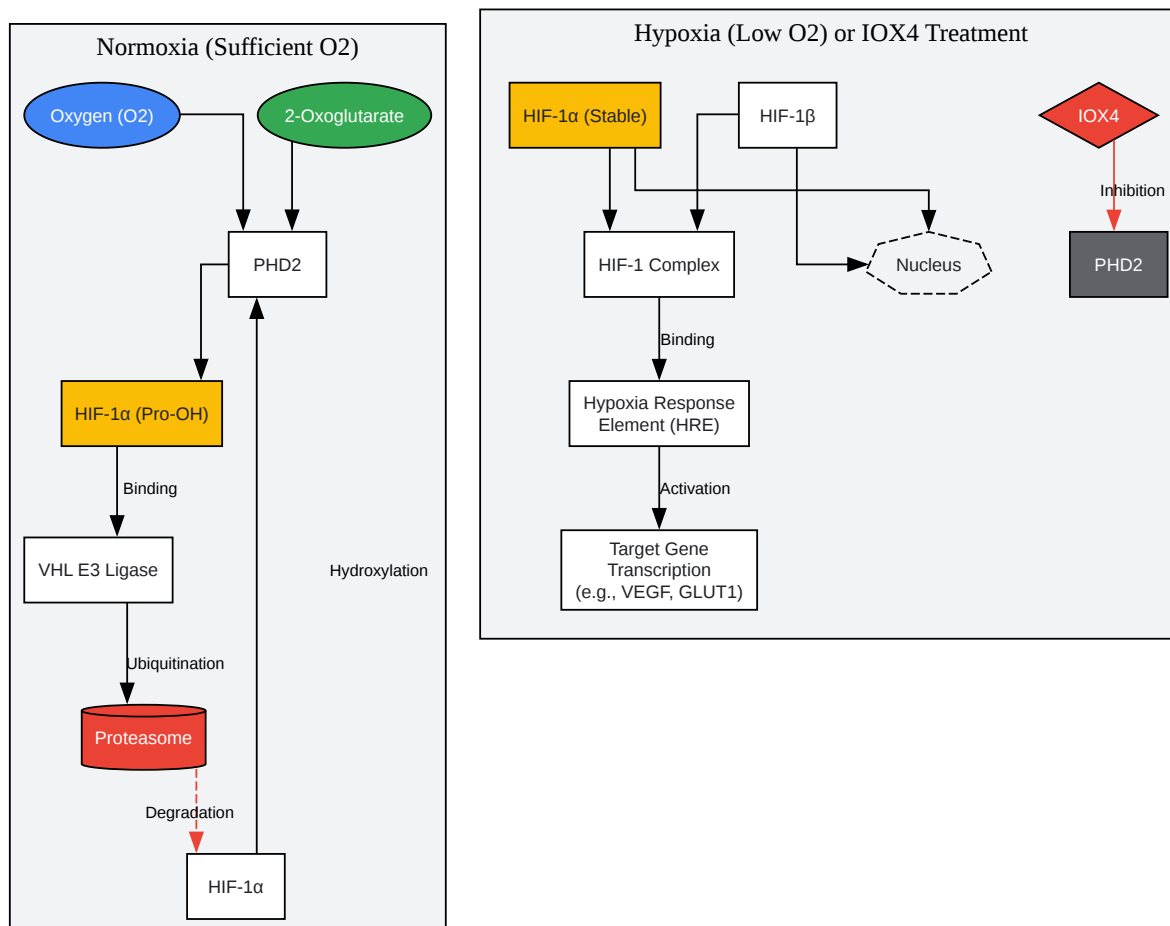 Normoxia (Sufficient O2)
Oxygen (O2)
2-Oxoglutarate
PHD2
HIF-1α (Pro-OH)
Binding
VHL E3 Ligase
Hydroxylation
Ubiquitination
Proteasome
Degradation
HIF-1α
Hypoxia (Low O2) or IOX4 Treatment
HIF-1α (Stable)
HIF-1β
IOX4
Inhibition
HIF-1 Complex
Nucleus
PHD2
Binding
Hypoxia Response
Element (HRE)
Activation
Target Gene
Transcription
(e.g., VEGF, GLUT1)